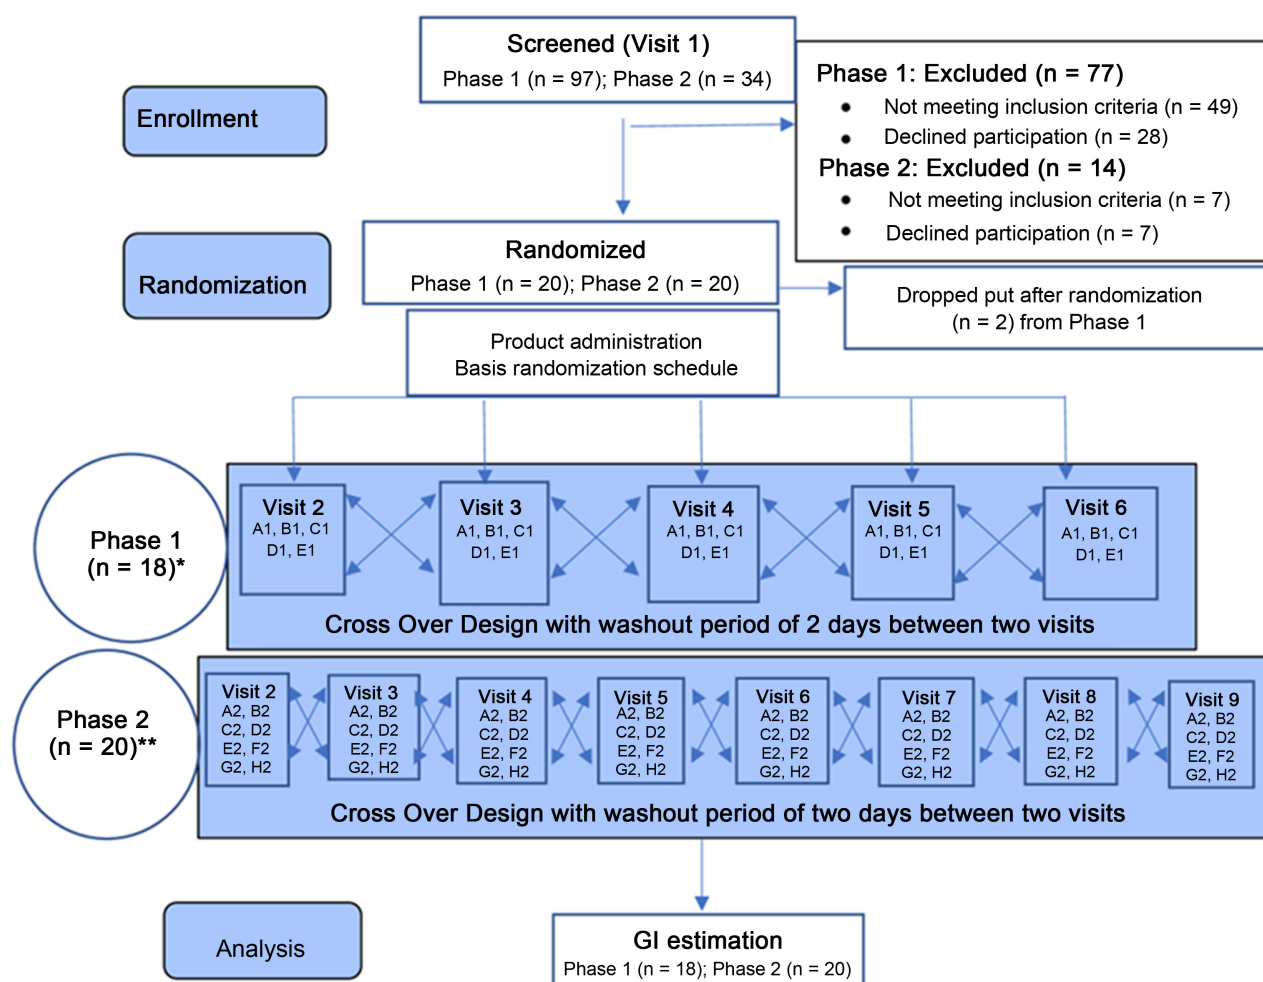 Screened (Visit 1)
Phase 1 (n = 97); Phase 2 (n = 34)
Phase 1: Excluded (n = 77)
• Not meeting inclusion criteria (n = 49)
• Declined participation (n = 28)
Phase 2: Excluded (n = 14)
• Not meeting inclusion criteria (n = 7)
• Declined participation (n = 7)
Enrollment
Randomization
Randomized
Phase 1 (n = 20); Phase 2 (n = 20)
Dropped put after randomization
(n = 2) from Phase 1
Product administration
Basis randomization schedule
Phase 1
(n = 18)*
Visit 2
A1, B1, C1
D1, E1
Visit 3
A1, B1, C1
D1, E1
Visit 4
A1, B1, C1
D1, E1
Visit 5
A1, B1, C1
D1, E1
Visit 6
A1, B1, C1
D1, E1
Cross Over Design with washout period of 2 days between two visits
Phase 2
(n = 20)**
Visit 2
A2, B2
C2, D2
E2, F2
G2, H2
Visit 3
A2, B2
C2, D2
E2, F2
G2, H2
Visit 4
A2, B2
C2, D2
E2, F2
G2, H2
Visit 5
A2, B2
C2, D2
E2, F2
G2, H2
Visit 6
A2, B2
C2, D2
E2, F2
G2, H2
Visit 7
A2, B2
C2, D2
E2, F2
G2, H2
Visit 8
A2, B2
C2, D2
E2, F2
G2, H2
Visit 9
A2, B2
C2, D2
E2, F2
G2, H2
Cross Over Design with washout period of two days between two visits
Analysis
GI estimation
Phase 1 (n = 18); Phase 2 (n = 20)